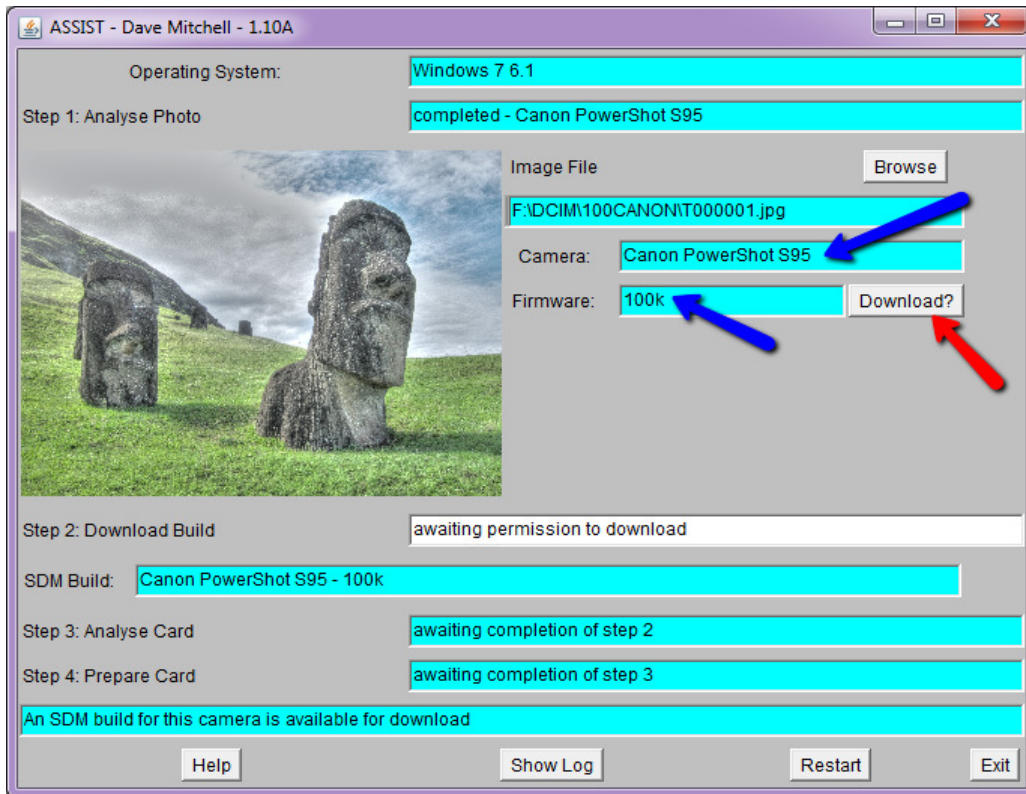 ASSIST - Dave Mitchell - 1.10A
Operating System: Windows 7 6.1
Step 1: Analyse Photo completed - Canon PowerShot S95
Image File Browse
F:\DCIM\100CANON\T000001.jpg
Camera: Canon PowerShot S95
Firmware: 100k Download?
Step 2: Download Build awaiting permission to download
SDM Build: Canon PowerShot S95 - 100k
Step 3: Analyse Card awaiting completion of step 2
Step 4: Prepare Card awaiting completion of step 3
An SDM build for this camera is available for download
Help Show Log Restart Exit